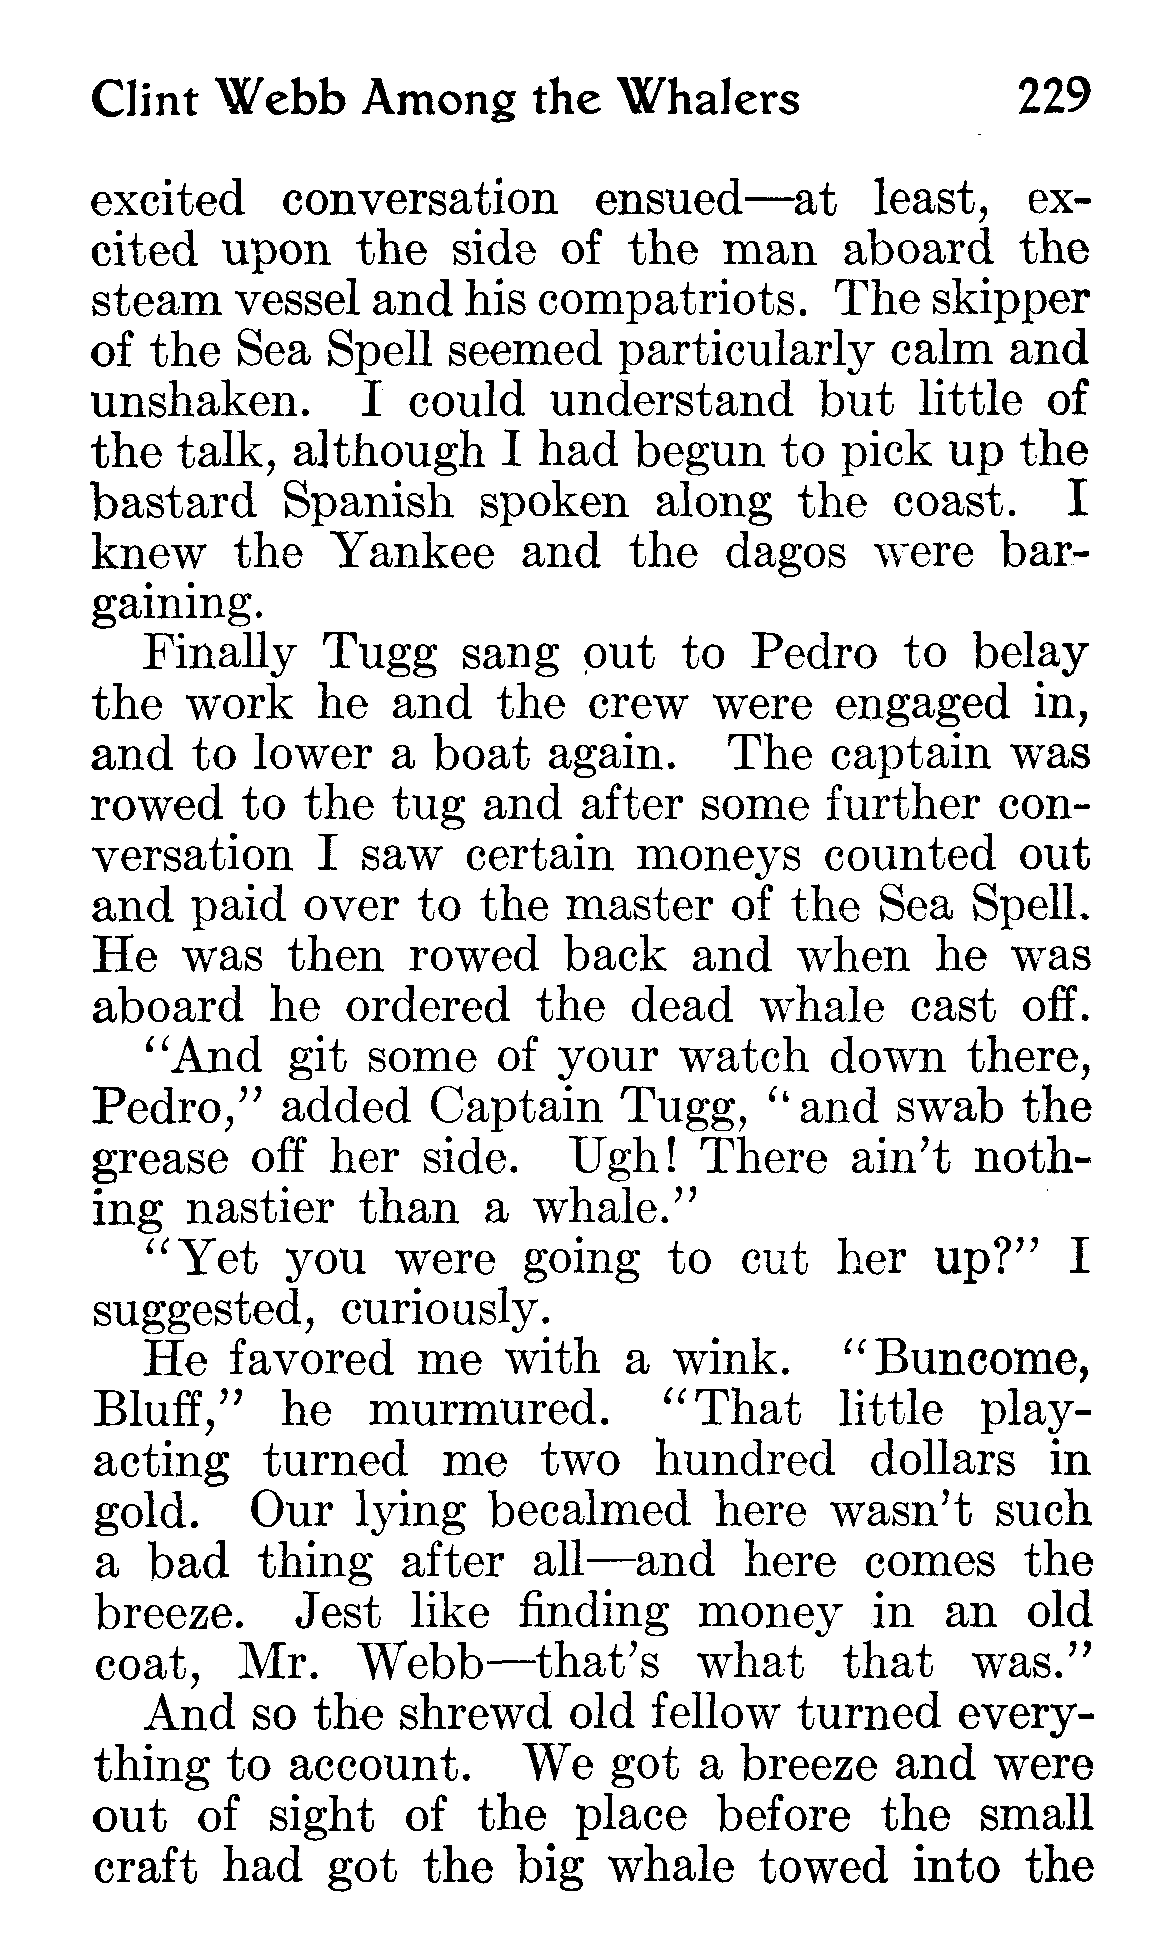 Clint Webb Among the Whalers 229
excited conversation ensued—at least, ex-
cited upon the side of the man aboard the
steam vessel and his compatriots. The skipper
of the Sea Spell seemed particularly calm and
unshaken. I could understand but little of
the talk, although I had begun to pick up the
bastard Spanish spoken along the coast. I
knew the Yankee and the dagos were bar-
gaining.
Finally Tugg sang out to Pedro to belay
the work he and the crew were engaged in,
and to lower a boat again. The captain was
rowed to the tug and after some further con-
versation I saw certain moneys counted out
and paid over to the master of the Sea Spell.
He was then rowed back and when he was
aboard he ordered the dead whale cast off.
"And git some of your watch down there,
Pedro," added Captain Tugg, "and swab the
grease off her side. Ugh! There ain't noth-
ing nastier than a whale."
"Yet you were going to cut her up?" I
suggested, curiously.
He favored me with a wink. "Buncome,
Bluff," he murmured. "That little play-
acting turned me two hundred dollars in
gold. Our lying becalmed here wasn't such
a bad thing after all—and here comes the
breeze. Jest like finding money in an old
coat, Mr. Webb—that's what that was."
And so the shrewd old fellow turned every-
thing to account. We got a breeze and were
out of sight of the place before the small
craft had got the big whale towed into the